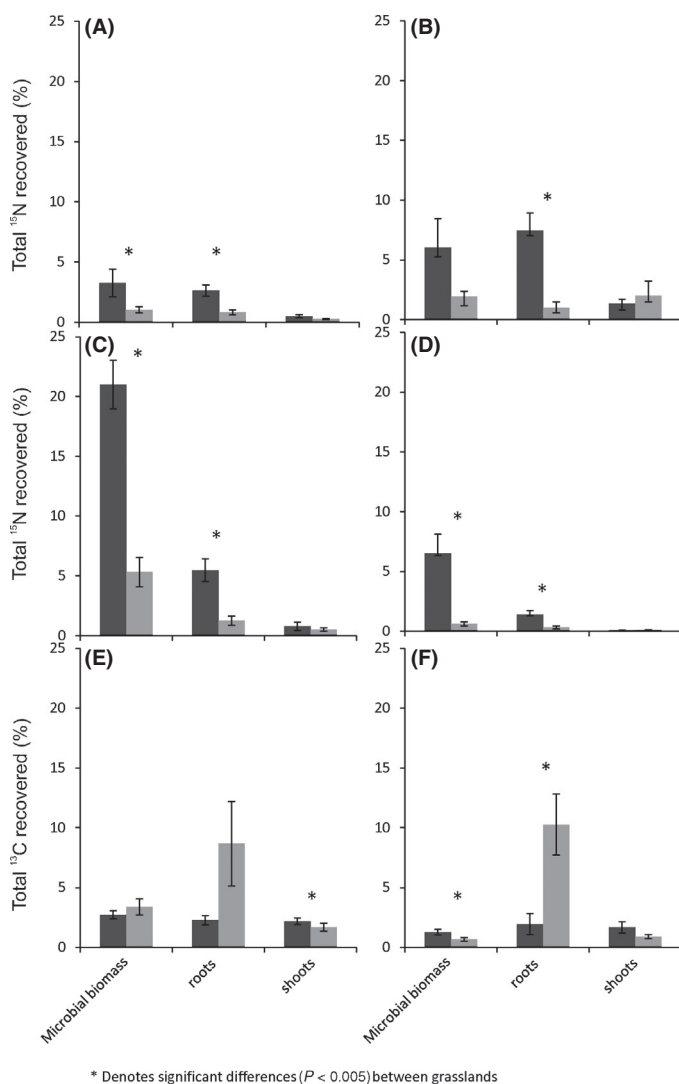 (A)
25
20
15
10
5
0
Total ¹⁵N recovered (%)
*
*
(B)
25
20
15
10
5
0
*
(C)
25
20
15
10
5
0
Total ¹⁵N recovered (%)
*
*
(D)
25
20
15
10
5
0
*
*
(E)
25
20
15
10
5
0
Total ¹³C recovered (%)
*
Microbial biomass
roots
shoots
(F)
25
20
15
10
5
0
*
*
Microbial biomass
roots
shoots
* Denotes significant differences (P < 0.005) between grasslands